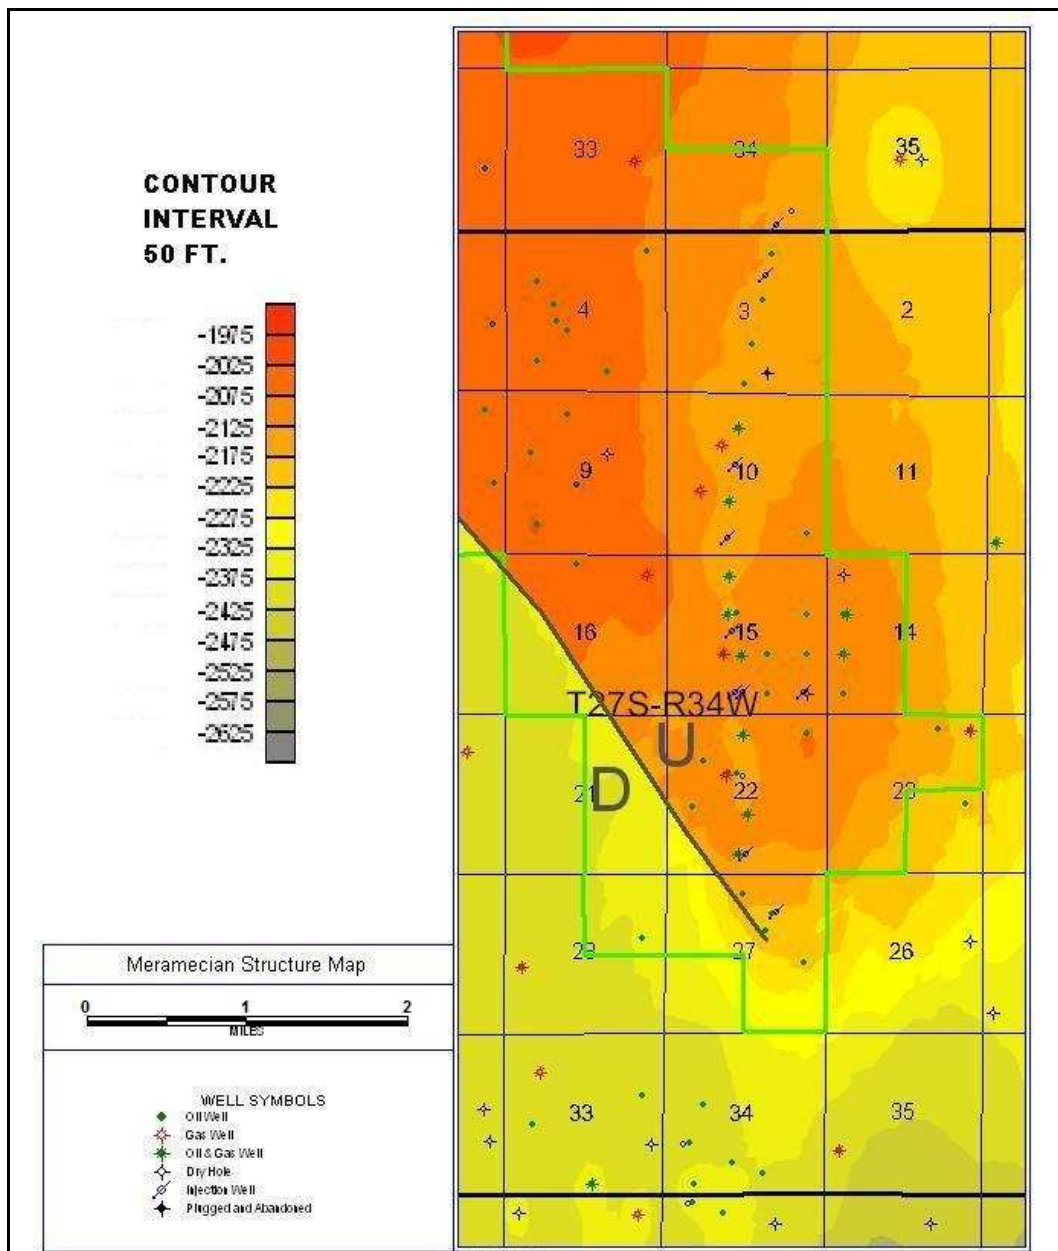 CONTOUR
INTERVAL
50 FT.
-1975
-2025
-2075
-2125
-2175
-2225
-2275
-2325
-2375
-2425
-2475
-2525
-2575
-2625
33 34 35
4 3 2
9 10 11
16 15 14
T27S-R34W
U
D
21 22 23
28 27 26
33 34 35
Meramecian Structure Map
0 1 2
MILES
WELL SYMBOLS
Oil Well
Gas Well
Oil & Gas Well
Dry Hole
Injection Well
Plugged and Abandoned